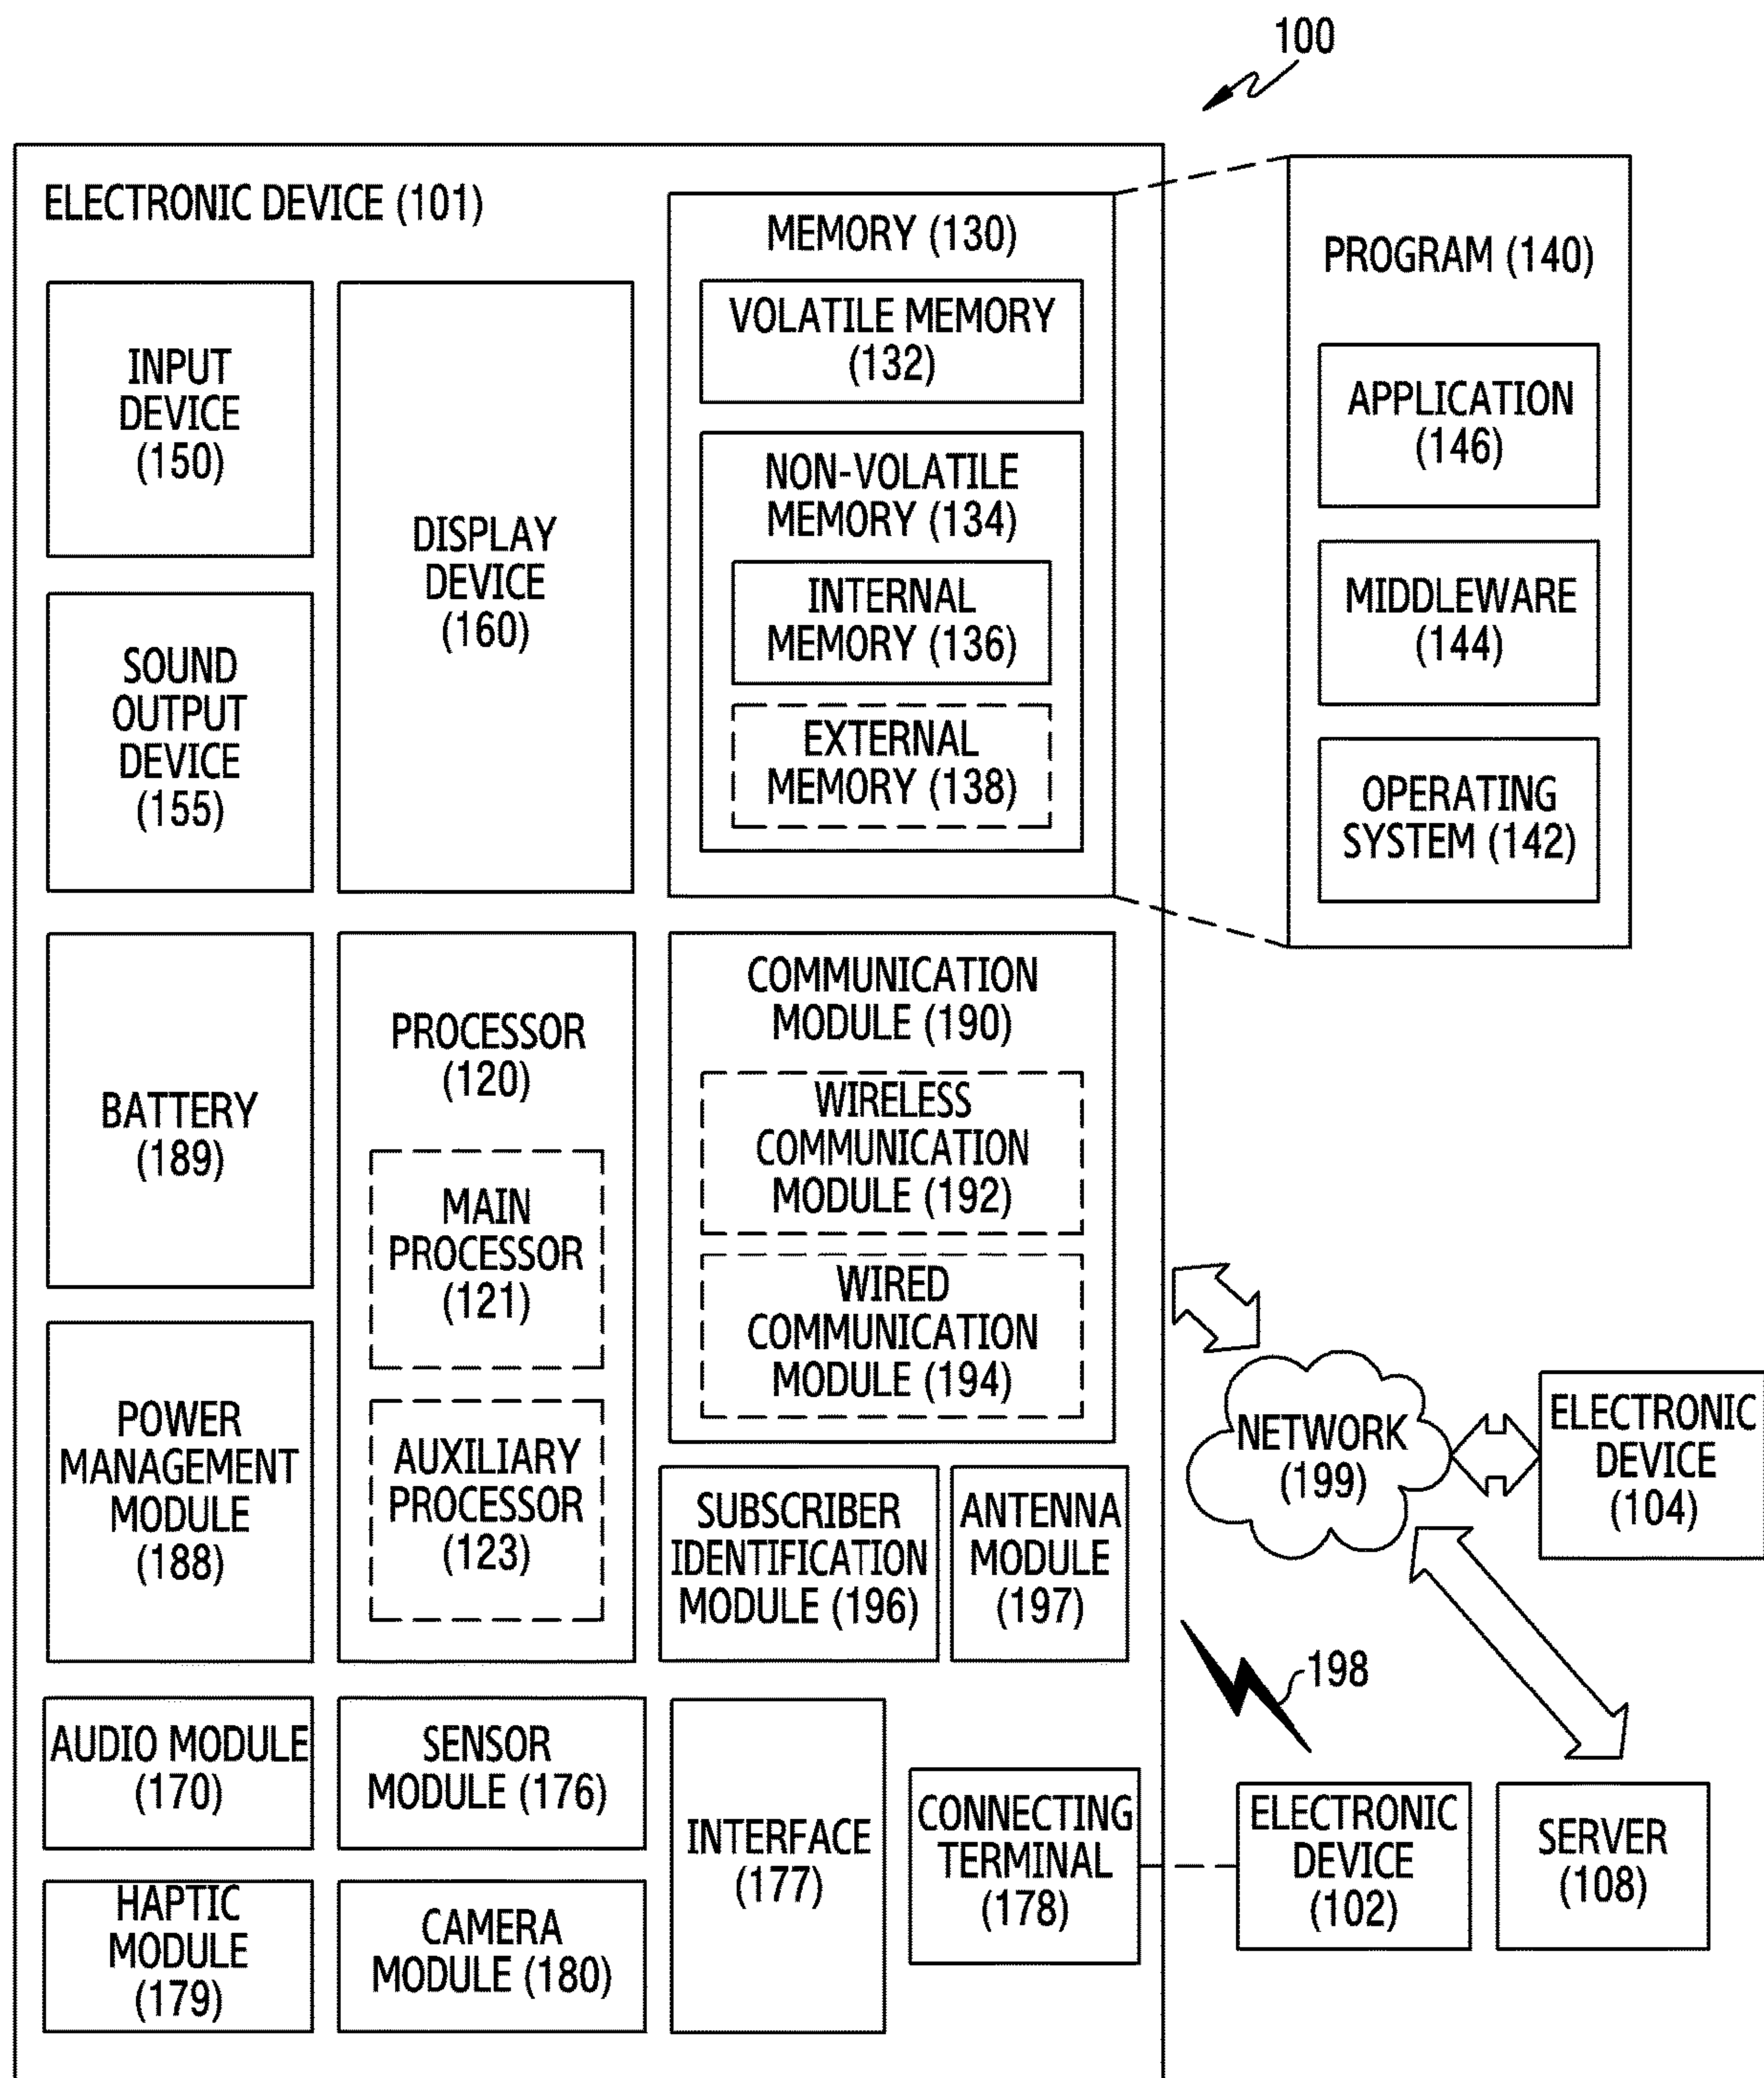 100
ELECTRONIC DEVICE (101)
INPUT
DEVICE
(150)
SOUND
OUTPUT
DEVICE
(155)
DISPLAY
DEVICE
(160)
MEMORY (130)
VOLATILE MEMORY
(132)
NON-VOLATILE
MEMORY (134)
INTERNAL
MEMORY (136)
EXTERNAL
MEMORY (138)
PROGRAM (140)
APPLICATION
(146)
MIDDLEWARE
(144)
OPERATING
SYSTEM (142)
BATTERY
(189)
POWER
MANAGEMENT
MODULE
(188)
PROCESSOR
(120)
MAIN
PROCESSOR
(121)
AUXILIARY
PROCESSOR
(123)
COMMUNICATION
MODULE (190)
WIRELESS
COMMUNICATION
MODULE (192)
WIRED
COMMUNICATION
MODULE (194)
SUBSCRIBER
IDENTIFICATION
MODULE (196)
ANTENNA
MODULE
(197)
NETWORK
(199)
ELECTRONIC
DEVICE
(104)
198
AUDIO MODULE
(170)
SENSOR
MODULE (176)
HAPTIC
MODULE
(179)
CAMERA
MODULE (180)
INTERFACE
(177)
CONNECTING
TERMINAL
(178)
ELECTRONIC
DEVICE
(102)
SERVER
(108)